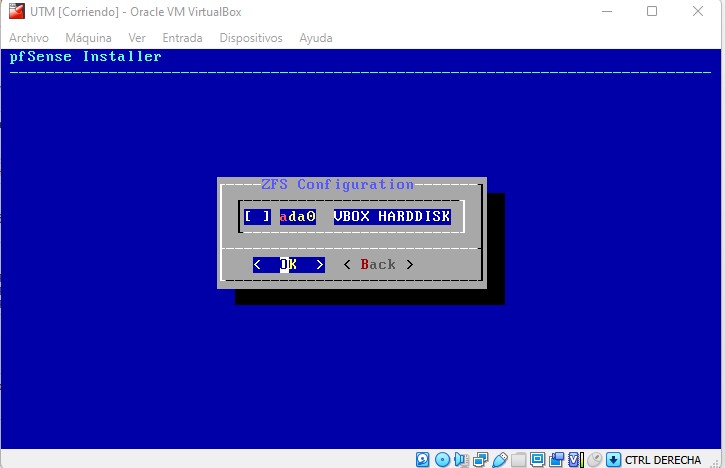 UTM [Corriendo] - Oracle VM VirtualBox
Archivo Máquina Ver Entrada Dispositivos Ayuda
pfSense Installer
ZFS Configuration
[ ] ada0 VBOX HARDDISK
< OK > < Back >
CTRL DERECHA